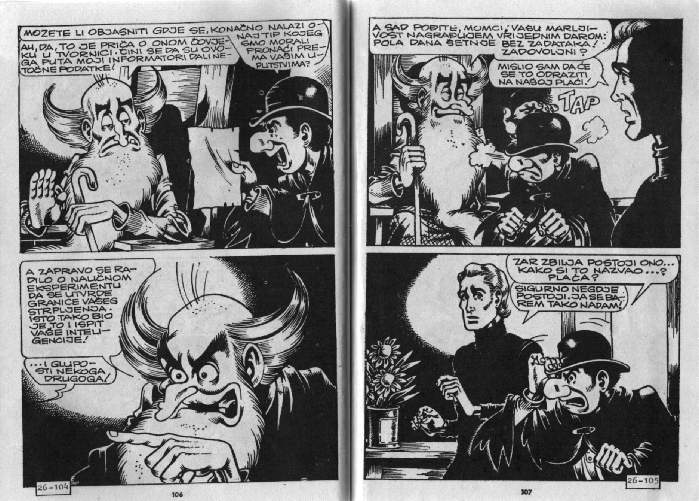 MOŽETE LI OBJASNITI GDJE SE, KONAČNO NALAZI O-
NAJ TIP KOJEG
SMO MORALI
PRONAĆI PRE-
MA VAŠIM U-
PUTSTVIMA?
AH, DA, TO JE PRIČA O ONOM ČOVJE-
KU U TVORNICI. ČINI SE DA SU OVO-
GA PUTA MOJI INFORMATORI DALI NE-
TOČNE PODATKE!
A ZAPRAVO SE RA-
DILO O NAUČNOM
EKSPERIMENTU
DA SE UTVRDE
GRANICE VAŠEG
STRPLJENJA.
ISTO TAKO BIO
JE TO I ISPIT
VAŠE INTELI-
GENCIJE!
...I GLUPO-
STI NEKOGA
DRUGOGA!
26-104
106
A SAD POĐITE, MOMCI! VAŠU MARLJI-
VOST NAGRAĐUJEM VRIJEDNIM DAROM:
POLA DANA ŠETNJE BEZ ZADATAKA!
ZADOVOLJNI?
MISLIO SAM DA ĆE
SE TO ODRAZITI
NA NAŠOJ PLAĆI!
TAP
ZAR ZBILJA POSTOJI ONO...
KAKO SI TO NAZVAO...?
PLAĆA?
SIGURNO NEGDJE
POSTOJI. JA SE BA-
REM TAKO NADAM!
26-105
107